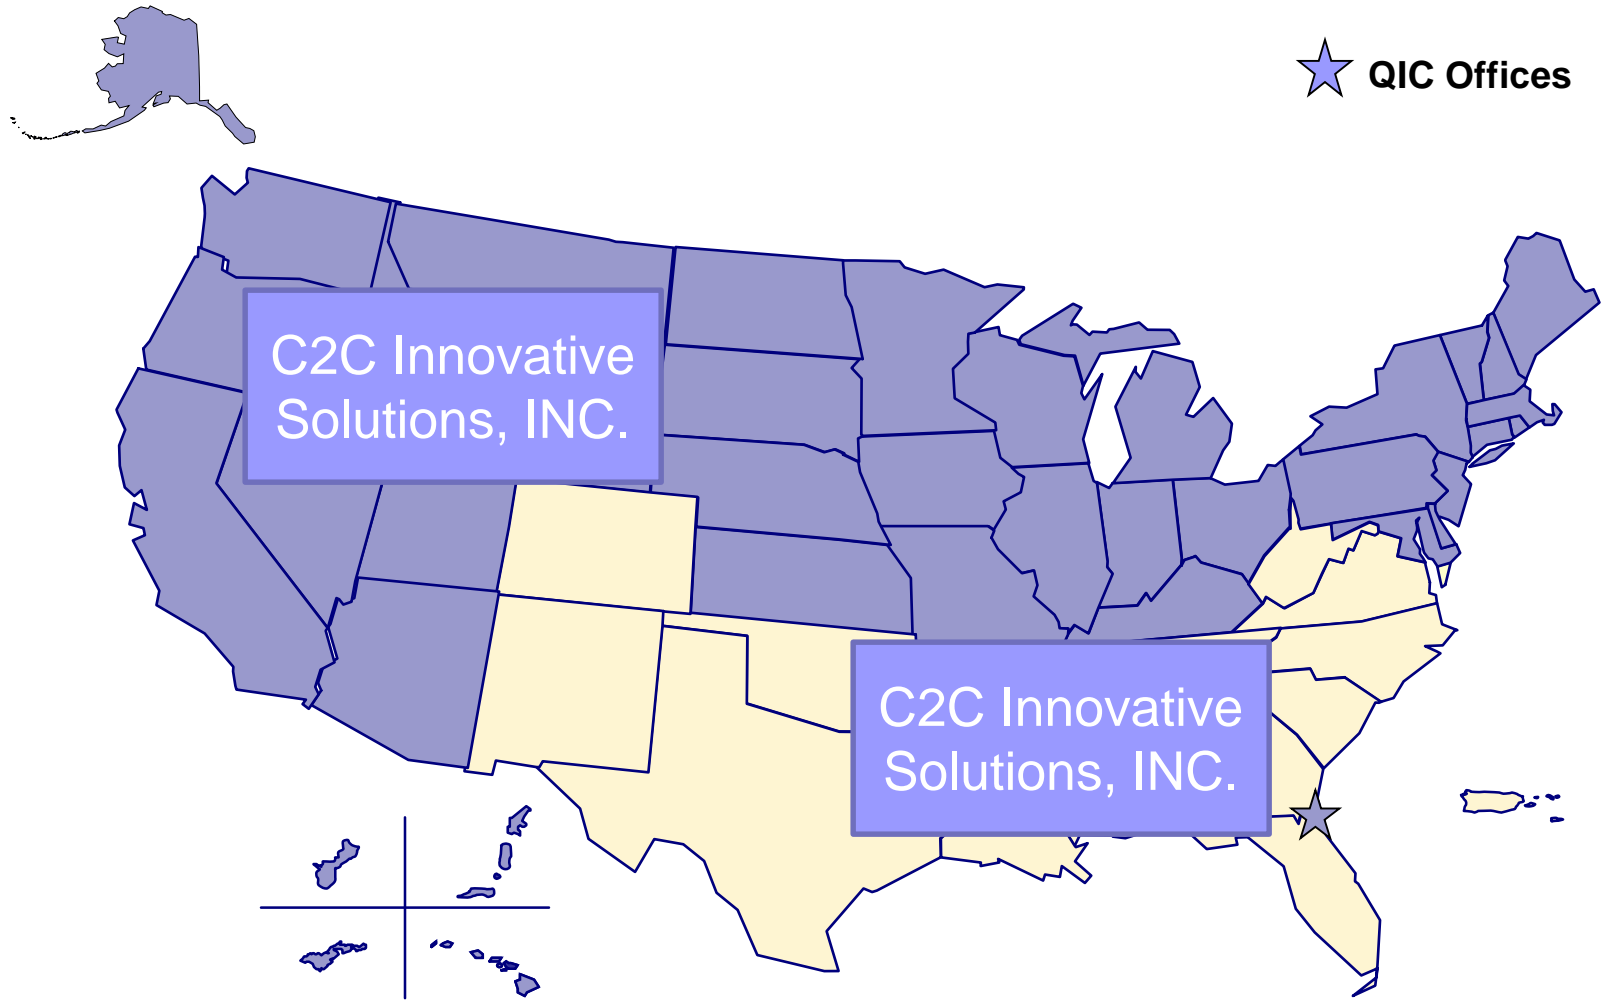 QIC Offices
C2C Innovative
Solutions, INC.
C2C Innovative
Solutions, INC.